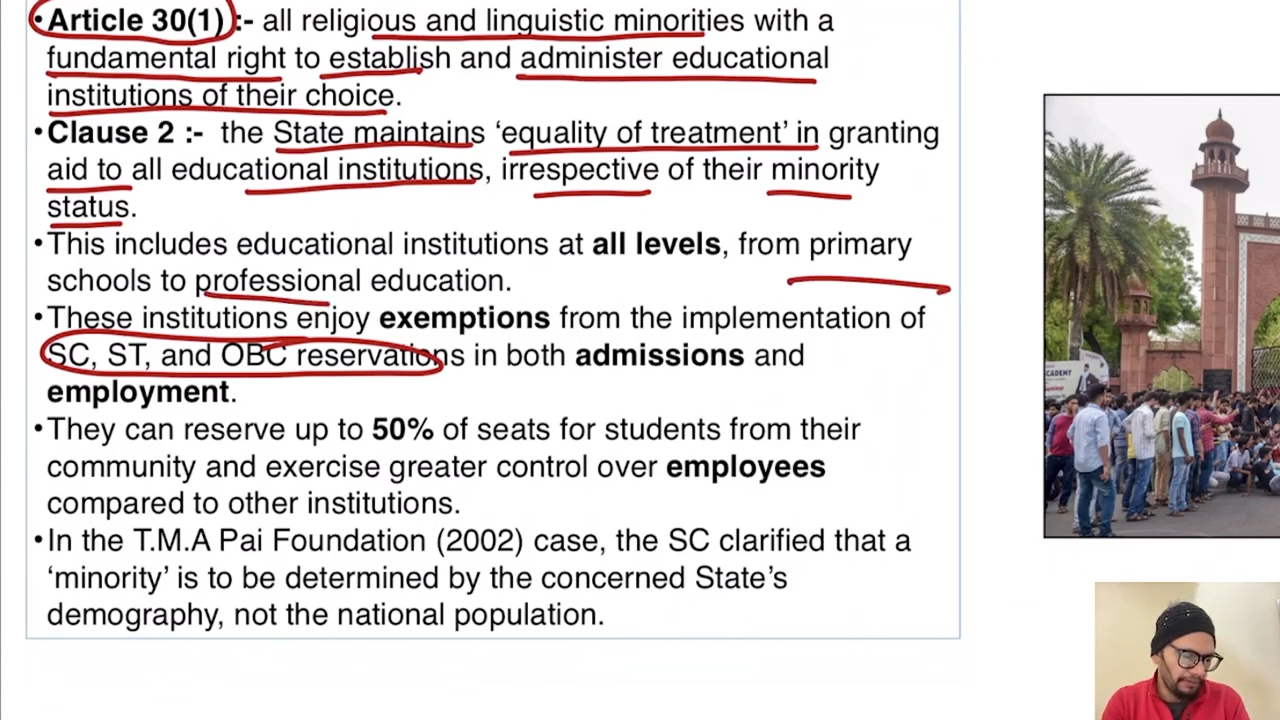 •Article 30(1) :- all religious and linguistic minorities with a
fundamental right to establish and administer educational
institutions of their choice.
•Clause 2 :- the State maintains ‘equality of treatment’ in granting
aid to all educational institutions, irrespective of their minority
status.
•This includes educational institutions at all levels, from primary
schools to professional education.
•These institutions enjoy exemptions from the implementation of
SC, ST, and OBC reservations in both admissions and
employment.
•They can reserve up to 50% of seats for students from their
community and exercise greater control over employees
compared to other institutions.
•In the T.M.A Pai Foundation (2002) case, the SC clarified that a
‘minority’ is to be determined by the concerned State’s
demography, not the national population.
CADEMY